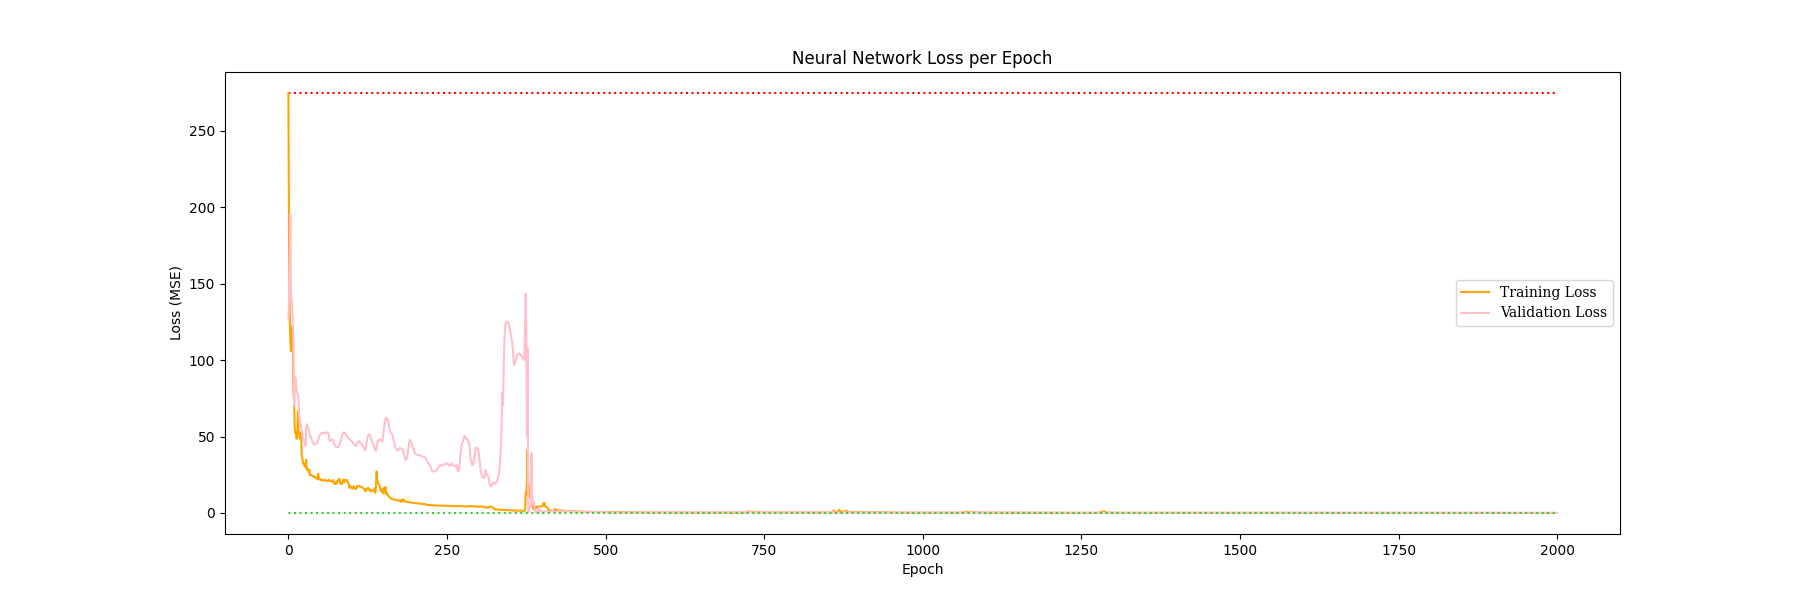 Neural Network Loss per Epoch
Loss (MSE)
250
200
150
100
50
0
Training Loss
Validation Loss
0 250 500 750 1000 1250 1500 1750 2000
Epoch